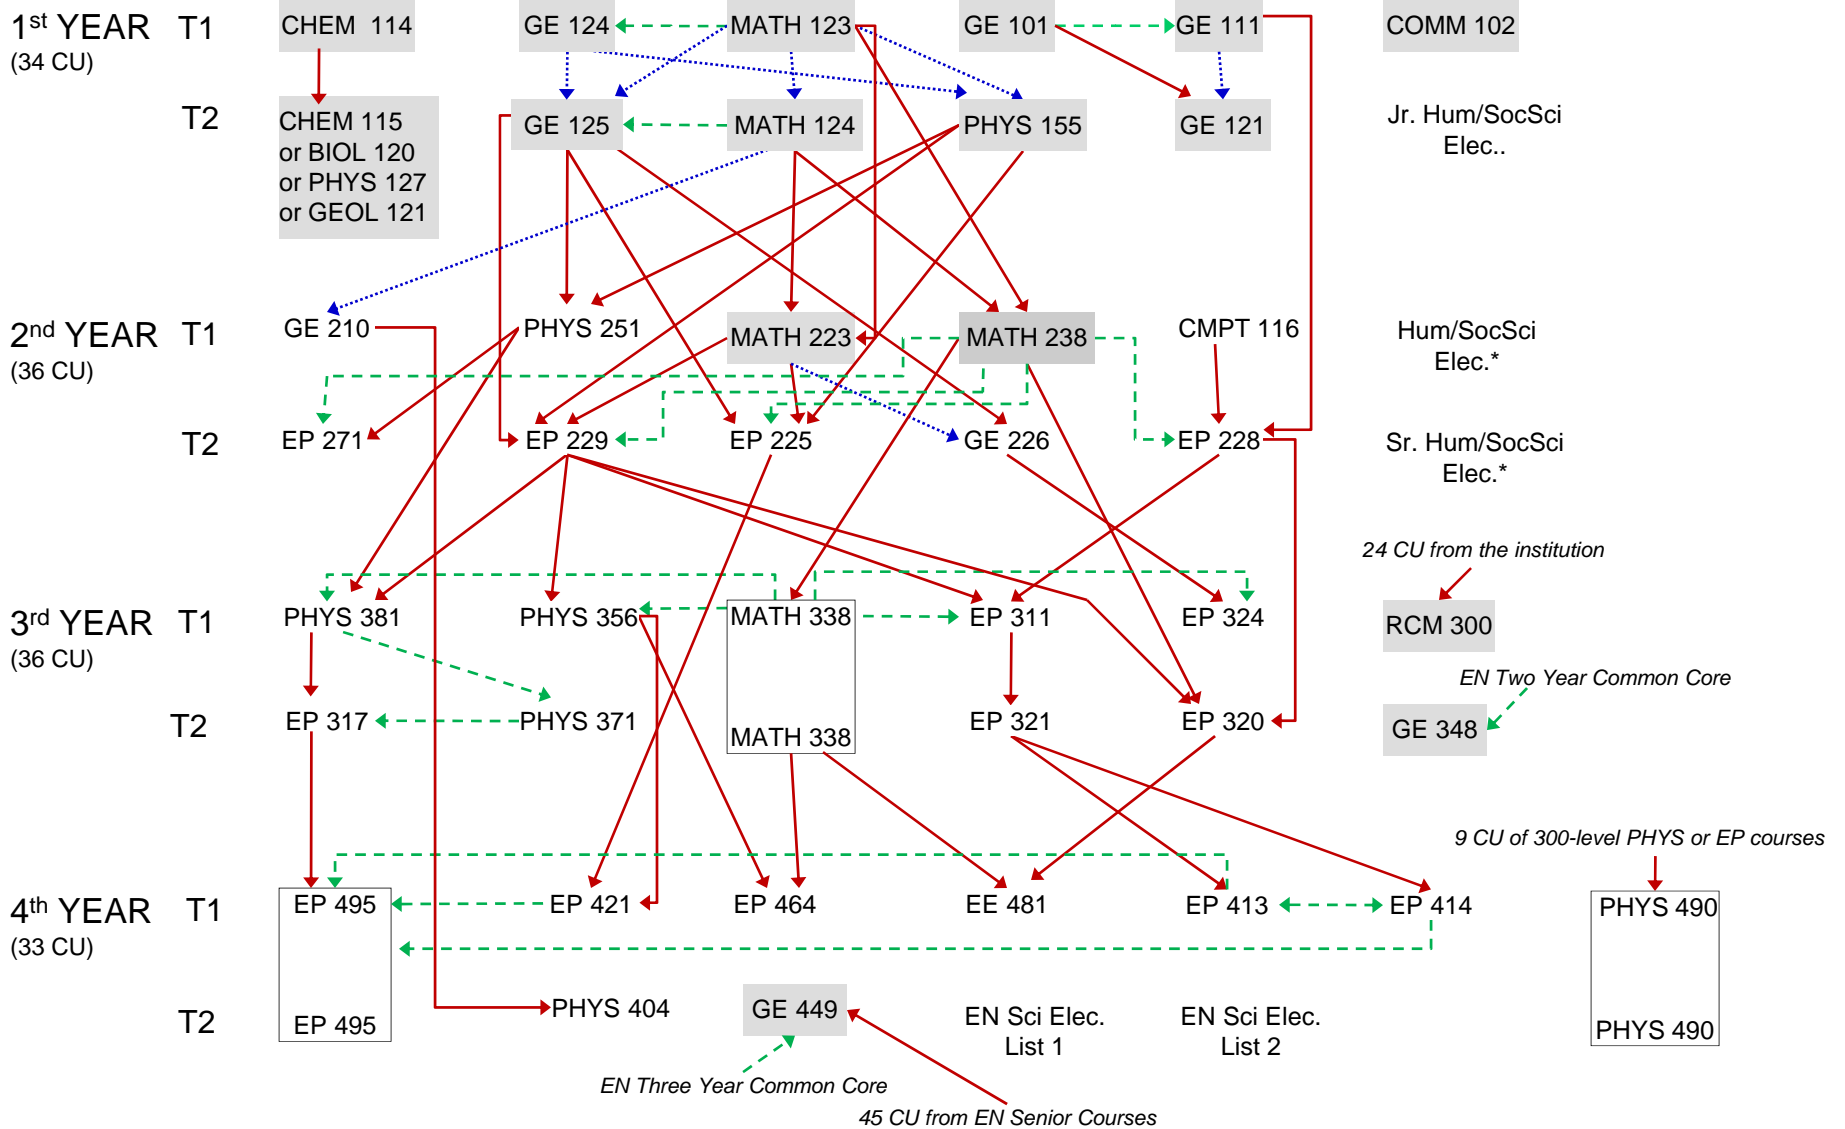 1st YEAR T1 CHEM 114 GE 124 MATH 123 GE 101 GE 111 COMM 102
(34 CU)
T2 CHEM 115 GE 125 MATH 124 PHYS 155 GE 121 Jr. Hum/SocSci
or BIOL 120 Elec..
or PHYS 127
or GEOL 121
2nd YEAR T1 GE 210 PHYS 251 MATH 223 MATH 238 CMPT 116 Hum/SocSci
(36 CU) Elec.*
T2 EP 271 EP 229 EP 225 GE 226 EP 228 Sr. Hum/SocSci
Elec.*
24 CU from the institution
3rd YEAR T1 PHYS 381 PHYS 356 MATH 338 EP 311 EP 324 RCM 300
(36 CU)
EN Two Year Common Core
T2 EP 317 PHYS 371 MATH 338 EP 321 EP 320 GE 348
9 CU of 300-level PHYS or EP courses
4th YEAR T1 EP 495 EP 421 EP 464 EE 481 EP 413 EP 414 PHYS 490
(33 CU)
T2 EP 495 PHYS 404 GE 449 EN Sci Elec. EN Sci Elec. PHYS 490
List 1 List 2
EN Three Year Common Core
45 CU from EN Senior Courses